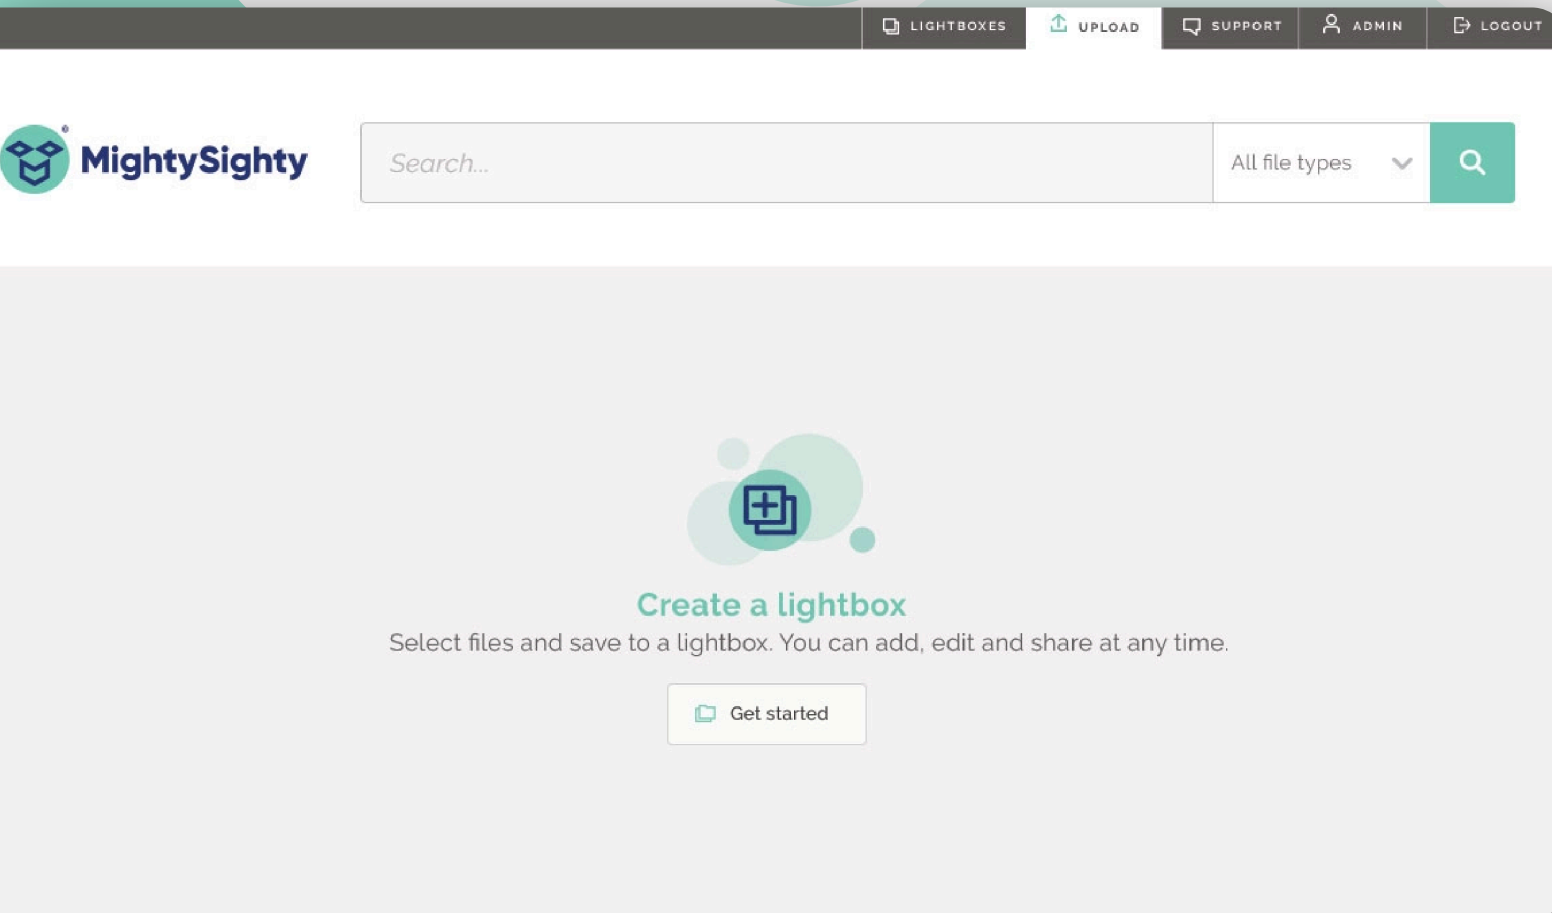 LIGHTBOXES
UPLOAD
SUPPORT
ADMIN
LOGOUT
MightySighty
Search...
All file types
Create a lightbox
Select files and save to a lightbox. You can add, edit and share at any time.
Get started